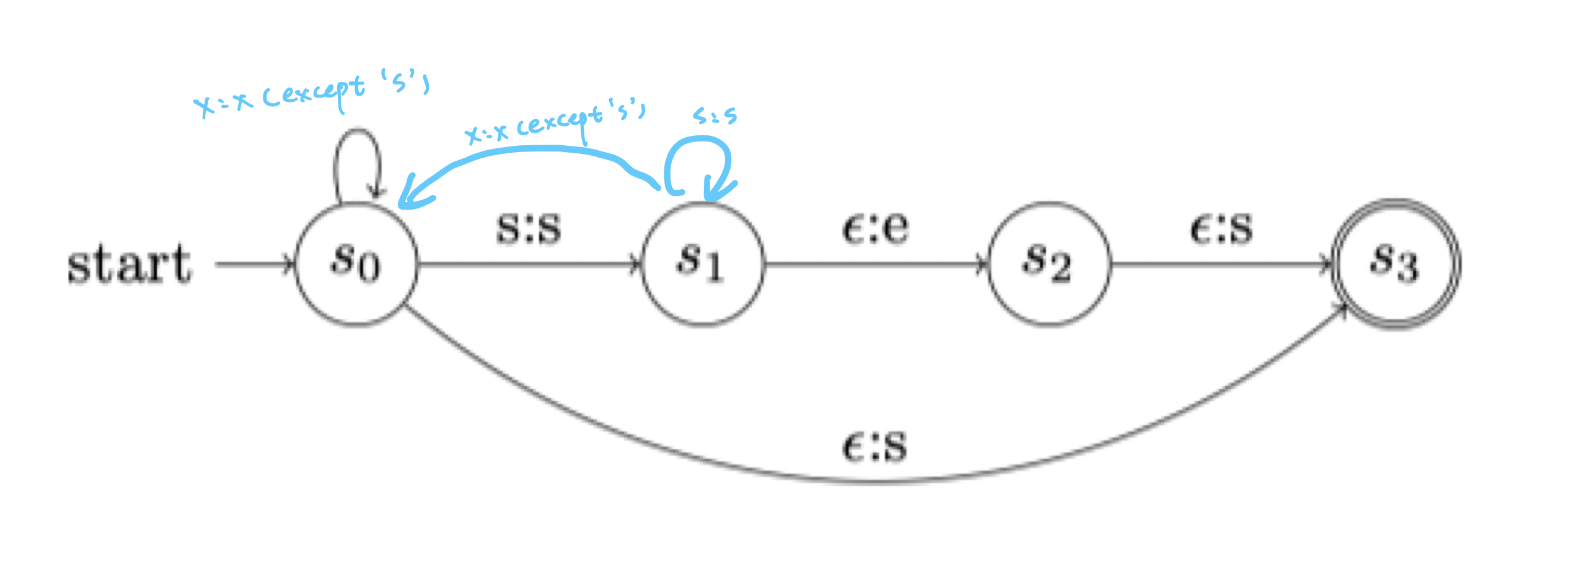 x:x (except 's')
x:x (except 's')
s:s
start
s0
s:s
s1
ϵ:e
s2
ϵ:s
s3
ϵ:s